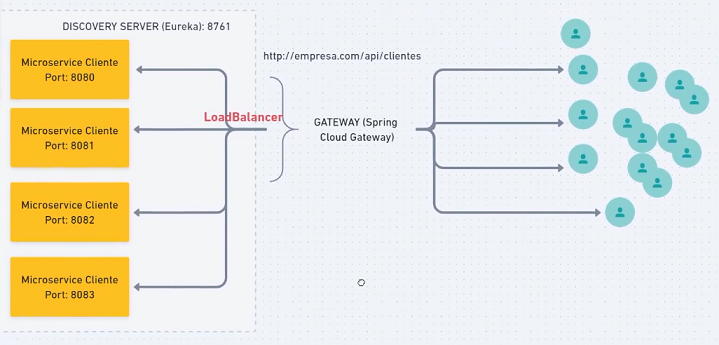 DISCOVERY SERVER (Eureka): 8761
Microservice Cliente
Port: 8080
Microservice Cliente
Port: 8081
Microservice Cliente
Port: 8082
Microservice Cliente
Port: 8083
LoadBalancer
http://empresa.com/api/clientes
GATEWAY (Spring
Cloud Gateway)